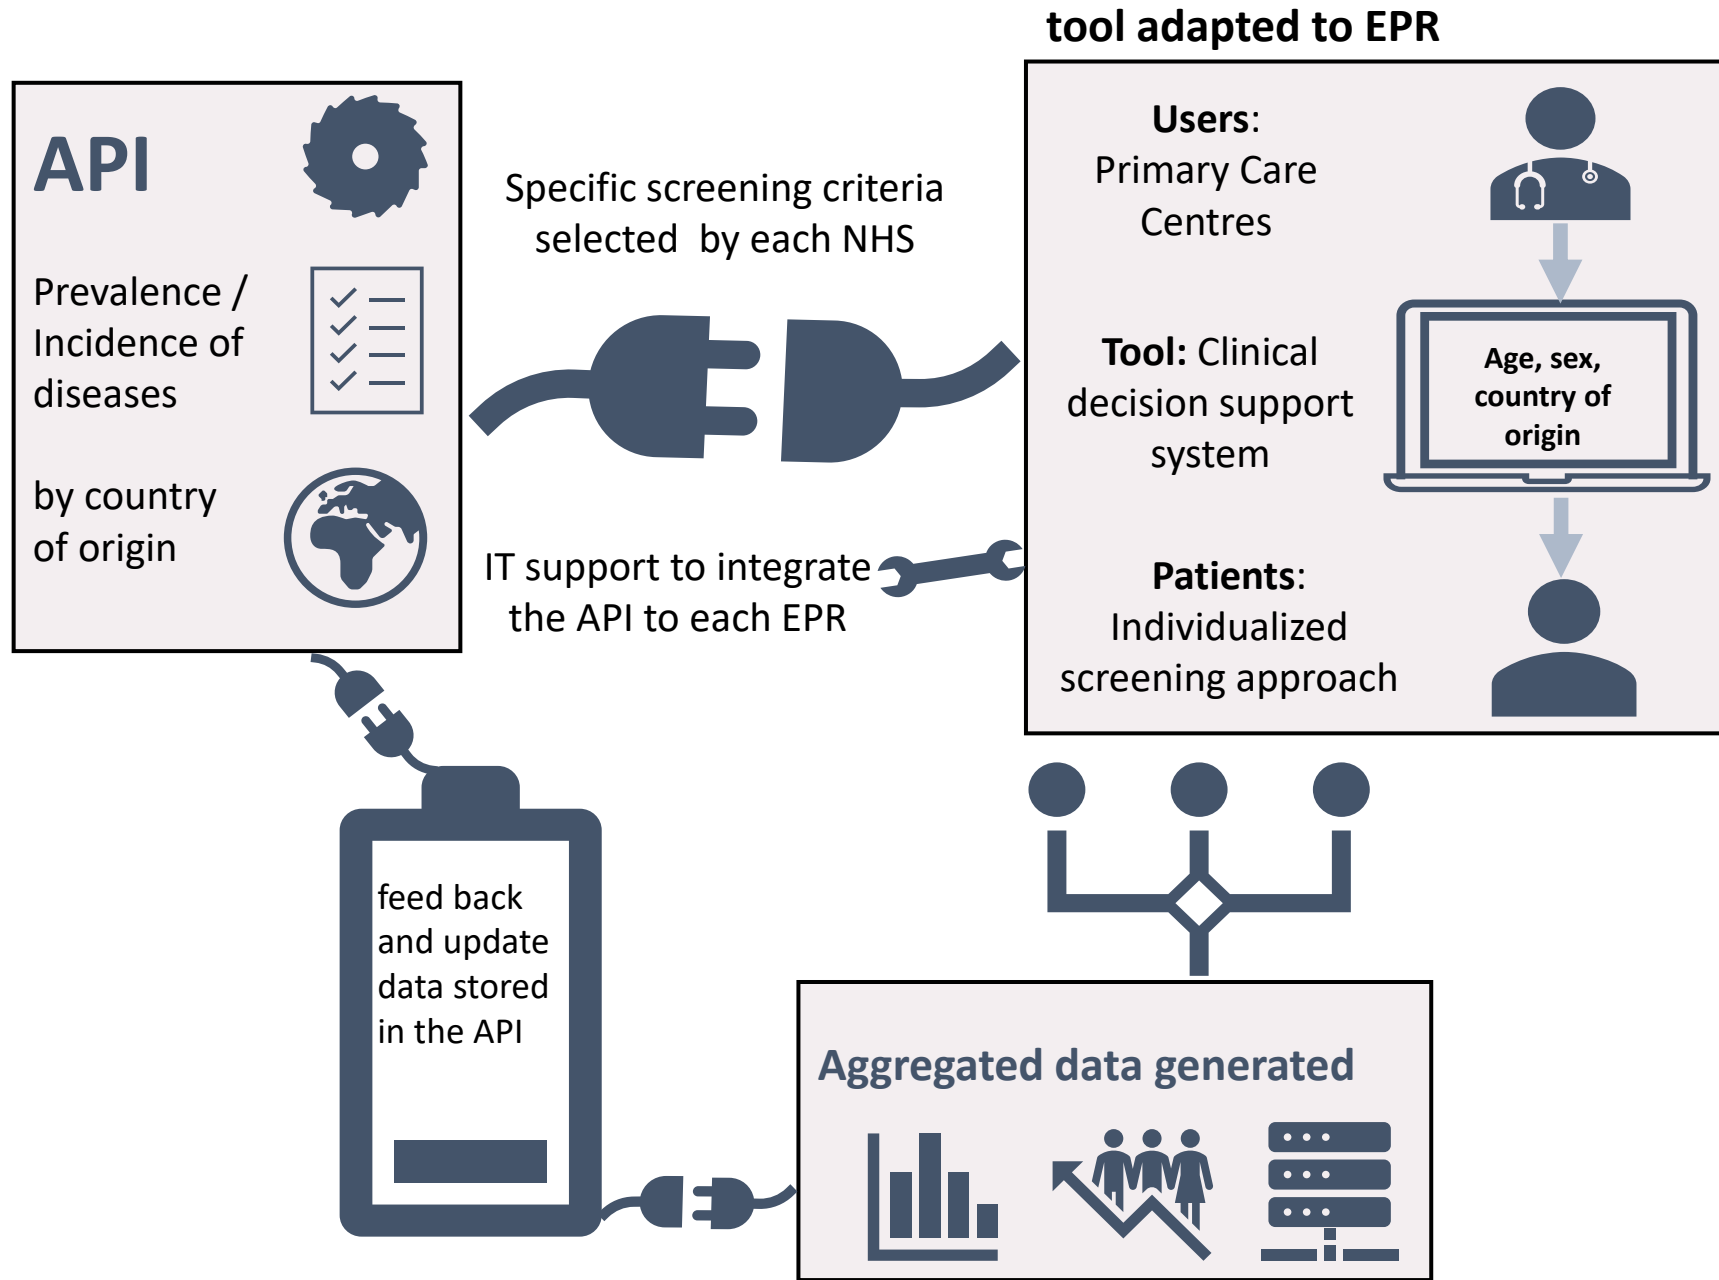 tool adapted to EPR
API
Prevalence /
Incidence of
diseases
by country
of origin
Specific screening criteria
selected  by each NHS
IT support to integrate
the API to each EPR
Users:
Primary Care
Centres
Tool: Clinical
decision support
system
Age, sex,
country of
origin
Patients:
Individualized
screening approach
feed back
and update
data stored
in the API
Aggregated data generated